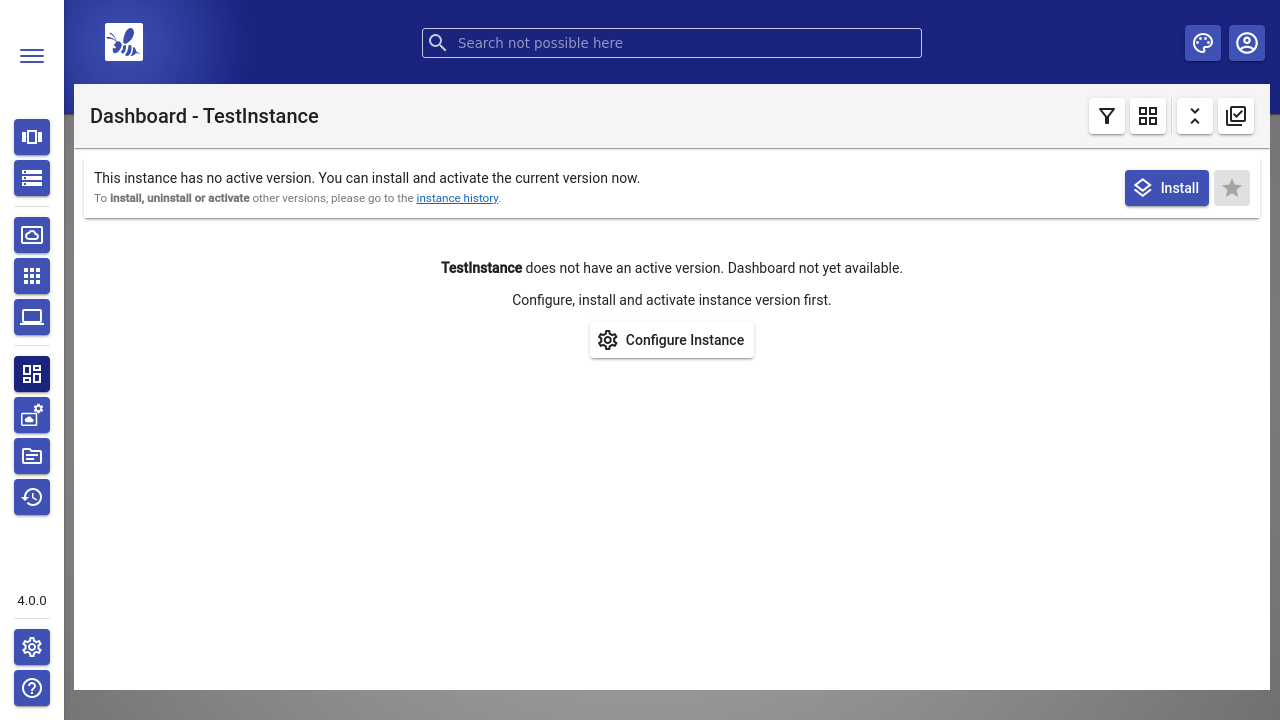 Search not possible here
Dashboard - TestInstance
This instance has no active version. You can install and activate the current version now.
To install, uninstall or activate other versions, please go to the instance history.
Install
TestInstance does not have an active version. Dashboard not yet available.
Configure, install and activate instance version first.
Configure Instance
4.0.0